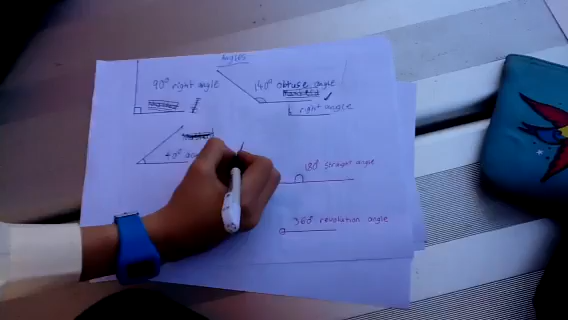 Angles
90° right angle
140° obtuse angle
right angle
40°
180° straight angle
360° revolution angle